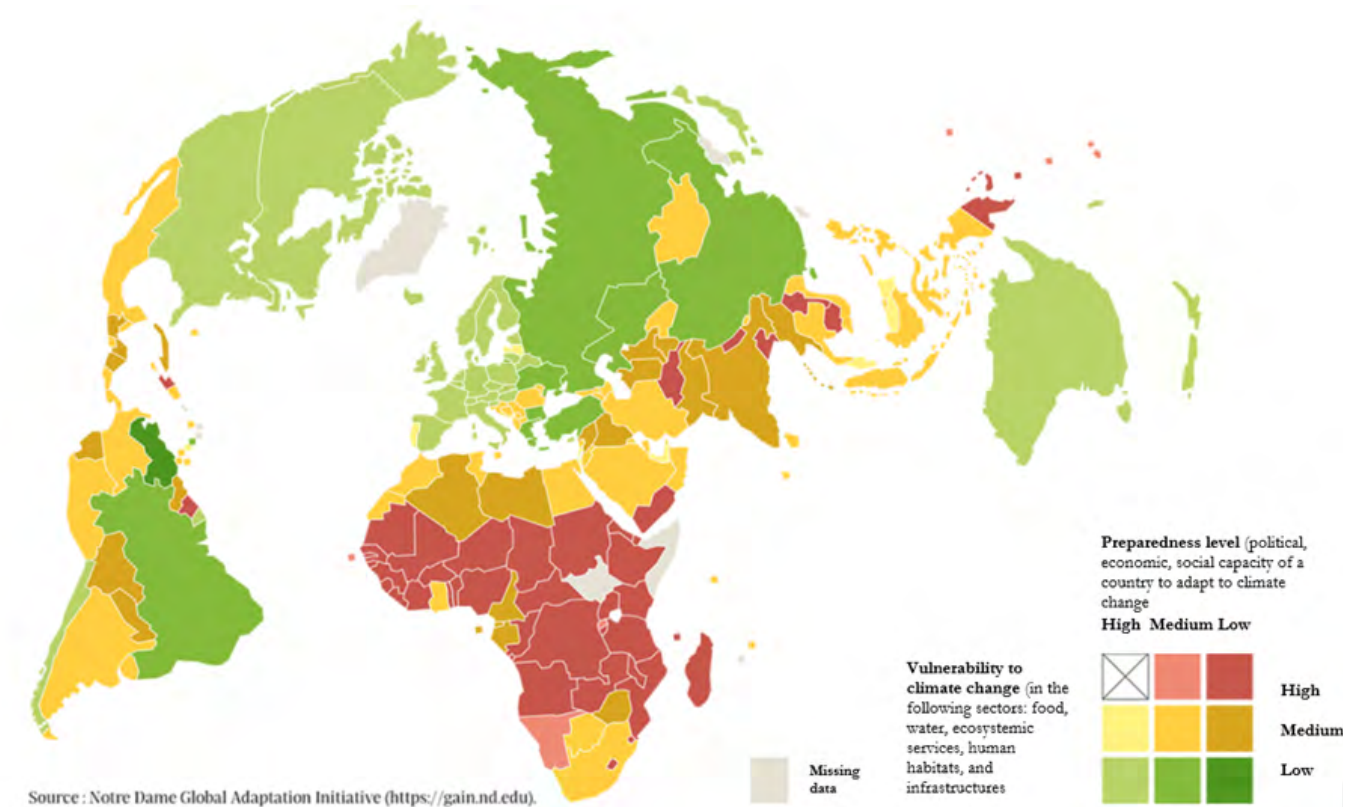 Preparedness level (political,
economic, social capacity of a
country to adapt to climate
change
High Medium Low
Vulnerability to
climate change (in the
following sectors: food,
water, ecosystemic
services, human
habitats, and
infrastructures
High
Medium
Low
Missing
data
Source : Notre Dame Global Adaptation Initiative (https://gain.nd.edu).